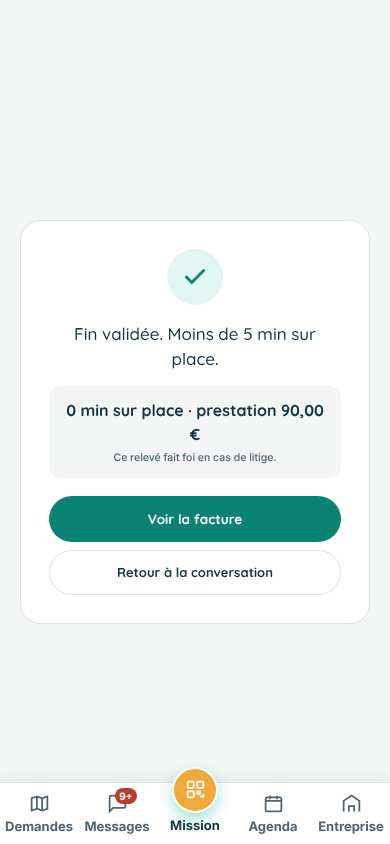 Fin validée. Moins de 5 min sur
place.
0 min sur place · prestation 90,00
€
Ce relevé fait foi en cas de litige.
Voir la facture
Retour à la conversation
9+
Demandes
Messages
Mission
Agenda
Entreprise